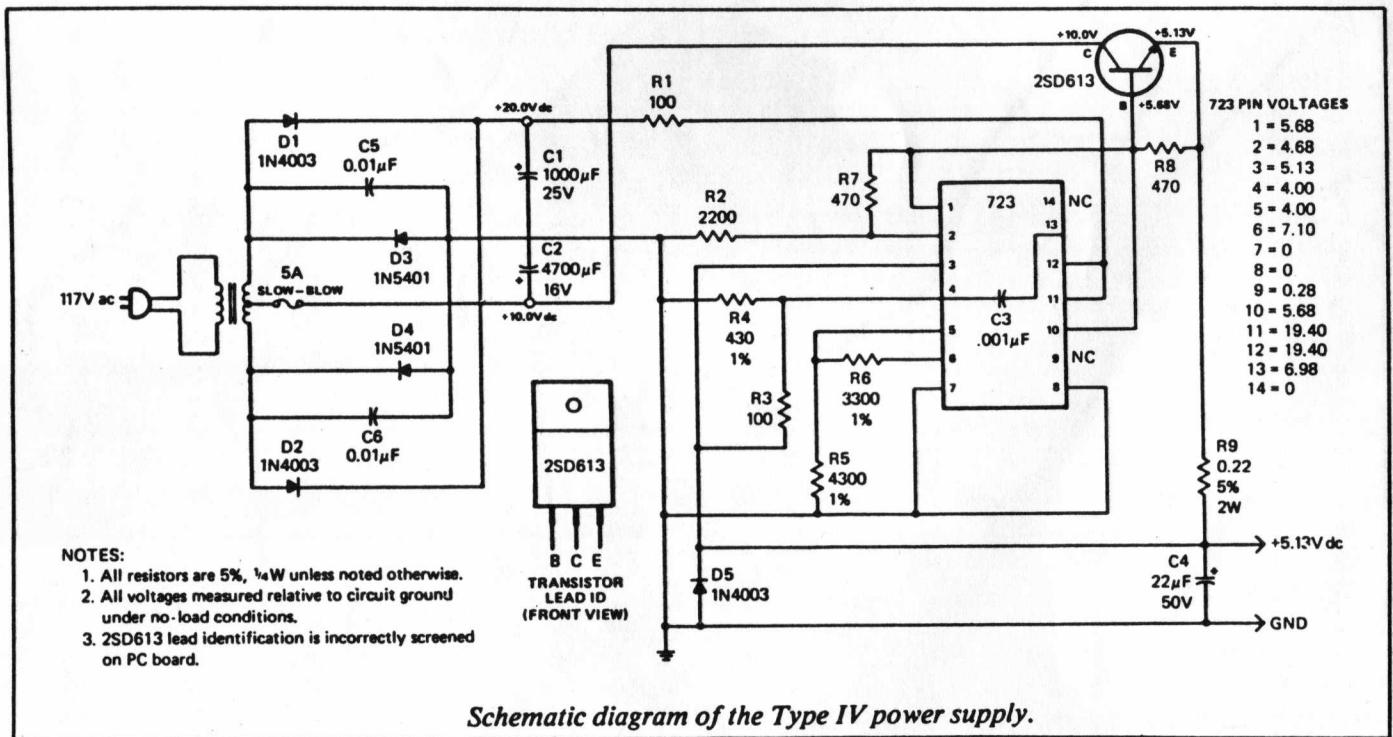 +10.0V
C
+5.13V
E
2SD613
B
+5.68V
R1
100
+20.0V dc
D1
1N4003
C5
0.01µF
+
C1
1000µF
25V
R7
470
R8
470
723 PIN VOLTAGES
1 = 5.68
2 = 4.68
3 = 5.13
4 = 4.00
5 = 4.00
6 = 7.10
7 = 0
8 = 0
9 = 0.28
10 = 5.68
11 = 19.40
12 = 19.40
13 = 6.98
14 = 0
R2
2200
723
1
2
3
4
5
6
7
14
13
12
11
10
9
8
NC
NC
D3
1N5401
C2
4700µF
16V
+
+10.0V dc
117V ac
5A
SLOW-BLOW
D4
1N5401
R4
430
1%
C3
.001µF
R3
100
R6
3300
1%
C6
0.01µF
D2
1N4003
2SD613
B C E
TRANSISTOR
LEAD ID
(FRONT VIEW)
R5
4300
1%
R9
0.22
5%
2W
+5.13V dc
D5
1N4003
C4
22µF
50V
+
GND
NOTES:
1. All resistors are 5%, ¼W unless noted otherwise.
2. All voltages measured relative to circuit ground
under no-load conditions.
3. 2SD613 lead identification is incorrectly screened
on PC board.
Schematic diagram of the Type IV power supply.